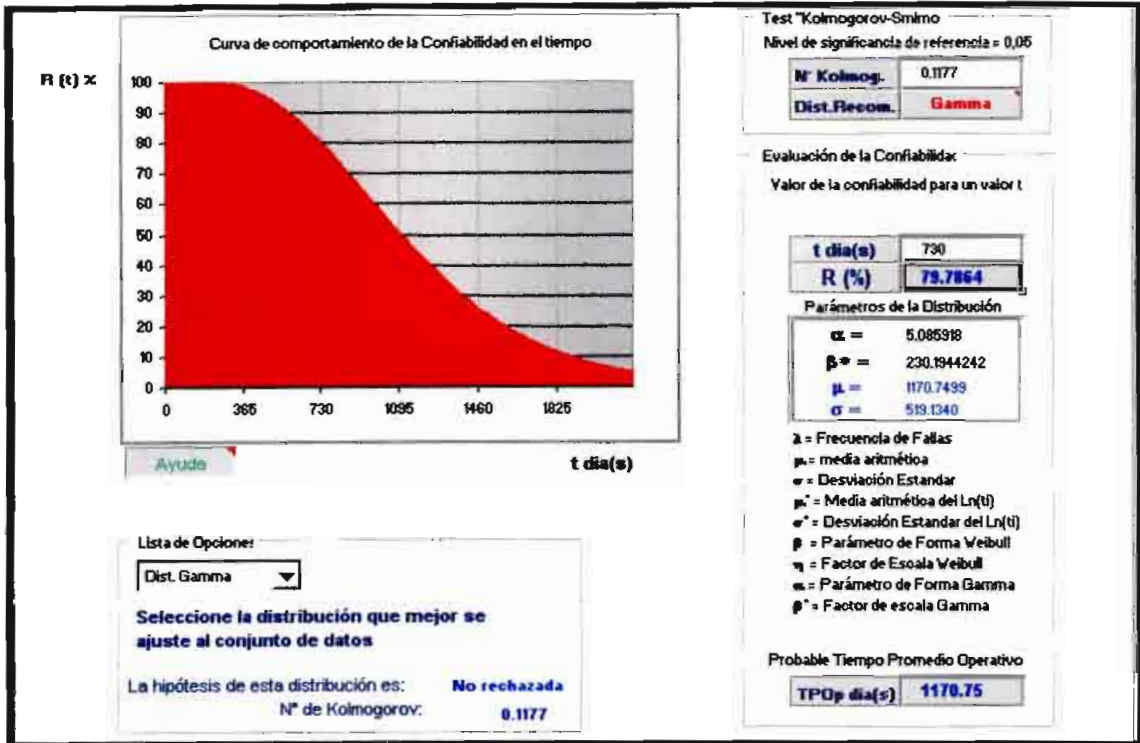 Curva de comportamiento de la Confiabilidad en el tiempo
R (t) %
100
90
80
70
60
50
40
30
20
10
0
0 365 730 1095 1460 1825
Ayuda
t dia(s)
Lista de Opciones
Dist. Gamma
Seleccione la distribución que mejor se
ajuste al conjunto de datos
La hipótesis de esta distribución es: No rechazada
N° de Kolmogorov: 0.1177
Test "Kolmogorov-Smirno
Nivel de significancia de referencia = 0,05
N° Kolmog. 0.1177
Dist.Recom. Gamma
Evaluación de la Confiabilidad
Valor de la confiabilidad para un valor t
t dia(s) 730
R (%) 79.7864
Parámetros de la Distribución
α = 5.085918
β* = 230.1944242
μ = 1170.7499
σ = 519.1340
λ = Frecuencia de Fallas
μ = media aritmética
σ = Desviación Estandar
μ* = Media aritmética del Ln(ti)
σ* = Desviación Estandar del Ln(ti)
β = Parámetro de Forma Weibull
η = Factor de Escala Weibull
α = Parámetro de Forma Gamma
β* = Factor de escala Gamma
Probable Tiempo Promedio Operativo
TPOp dia(s) 1170.75